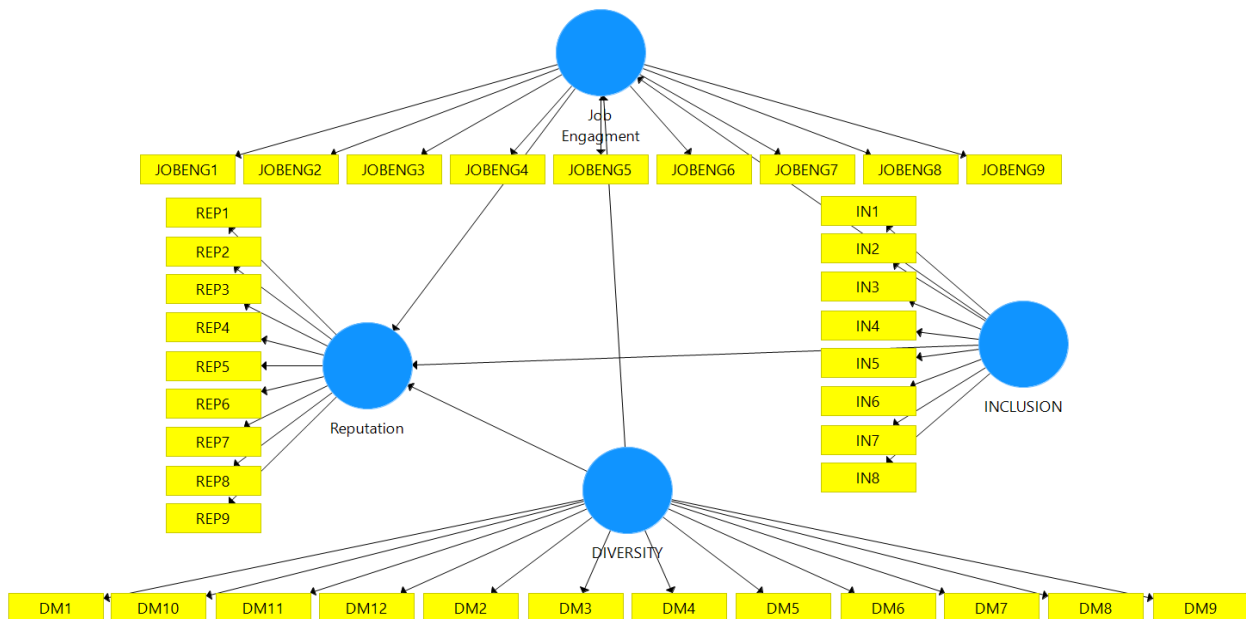 Job
Engagment
JOBENG1
JOBENG2
JOBENG3
JOBENG4
JOBENG5
JOBENG6
JOBENG7
JOBENG8
JOBENG9
REP1
REP2
REP3
REP4
REP5
REP6
REP7
REP8
REP9
Reputation
IN1
IN2
IN3
IN4
IN5
IN6
IN7
IN8
INCLUSION
DIVERSITY
DM1
DM10
DM11
DM12
DM2
DM3
DM4
DM5
DM6
DM7
DM8
DM9